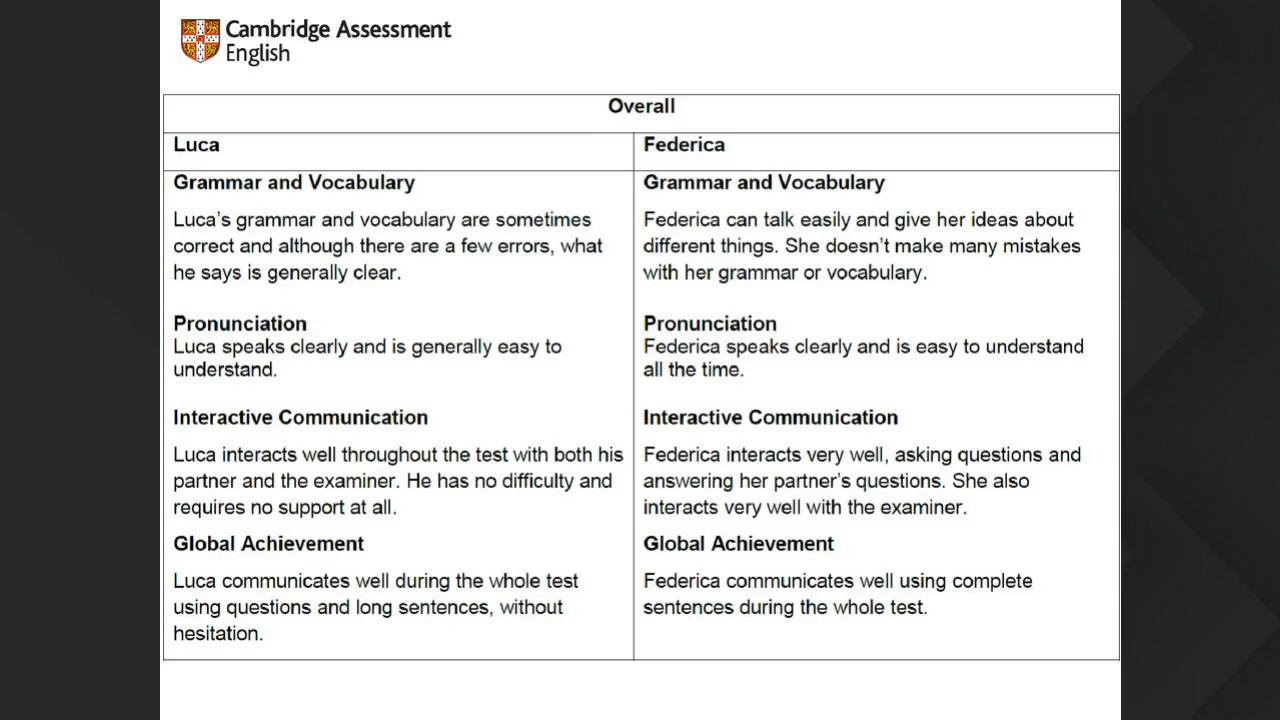 Cambridge Assessment
English
Overall
Luca
Grammar and Vocabulary
Luca's grammar and vocabulary are sometimes
correct and although there are a few errors, what
he says is generally clear.
Pronunciation
Luca speaks clearly and is generally easy to
understand.
Interactive Communication
Luca interacts well throughout the test with both his
partner and the examiner. He has no difficulty and
requires no support at all.
Global Achievement
Luca communicates well during the whole test
using questions and long sentences, without
hesitation.
Federica
Grammar and Vocabulary
Federica can talk easily and give her ideas about
different things. She doesn't make many mistakes
with her grammar or vocabulary.
Pronunciation
Federica speaks clearly and is easy to understand
all the time.
Interactive Communication
Federica interacts very well, asking questions and
answering her partner's questions. She also
interacts very well with the examiner.
Global Achievement
Federica communicates well using complete
sentences during the whole test.